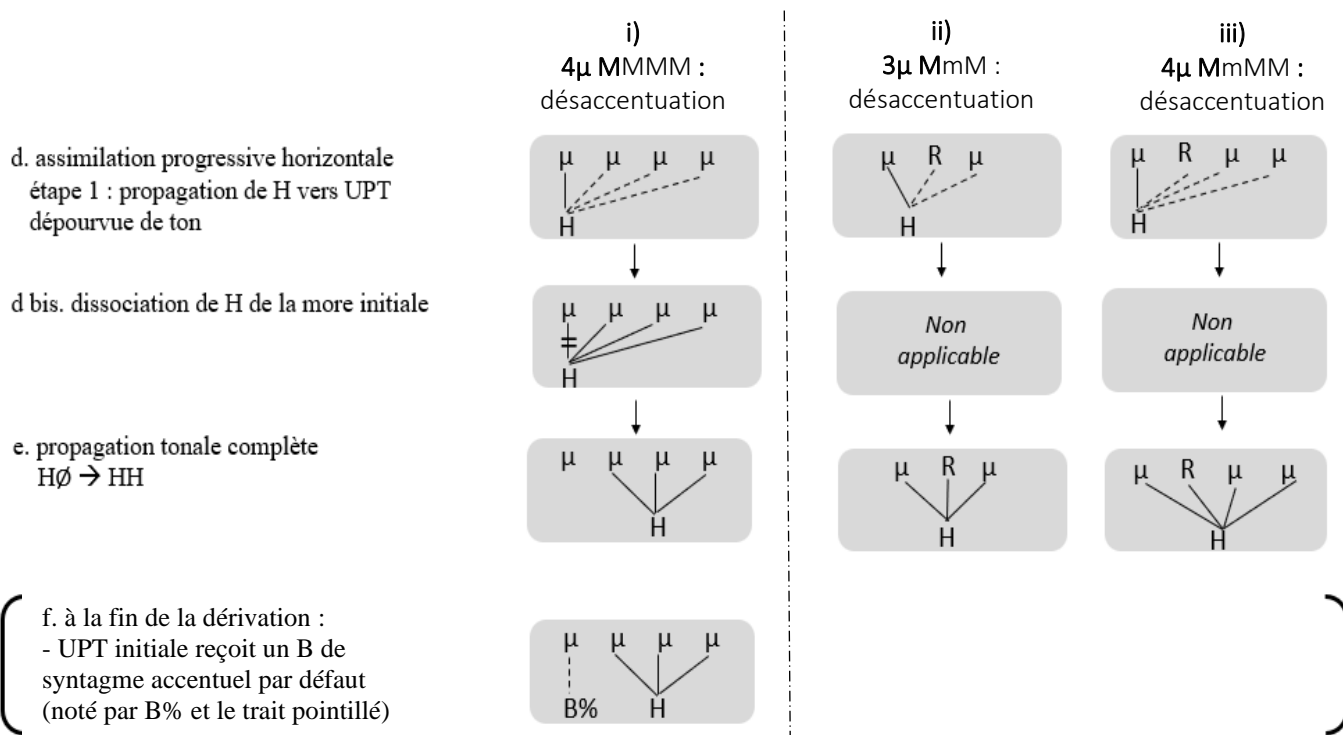 i)
4μ MMMM :
désaccentuation
ii)
3μ MmM :
désaccentuation
iii)
4μ MmMM :
désaccentuation
d. assimilation progressive horizontale
étape 1 : propagation de H vers UPT
dépourvue de ton
μ μ μ μ
H
μ R μ
H
μ R μ μ
H
d bis. dissociation de H de la more initiale
μ μ μ μ
H
Non
applicable
Non
applicable
e. propagation tonale complète
HØ → HH
μ μ μ μ
H
μ R μ
H
μ R μ μ
H
f. à la fin de la dérivation :
- UPT initiale reçoit un B de
syntagme accentuel par défaut
(noté par B% et le trait pointillé)
μ μ μ μ
B% H